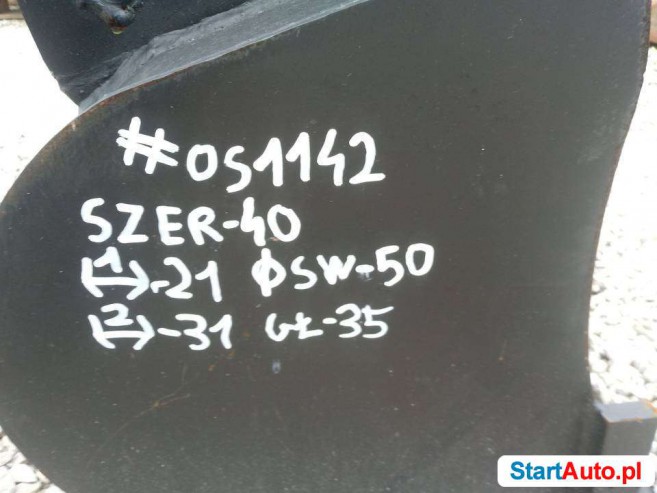 #OS1142
SZER-40
|←1→|-21 ϕSW-50
|←2→|-31 GŁ-35
StartAuto.pl